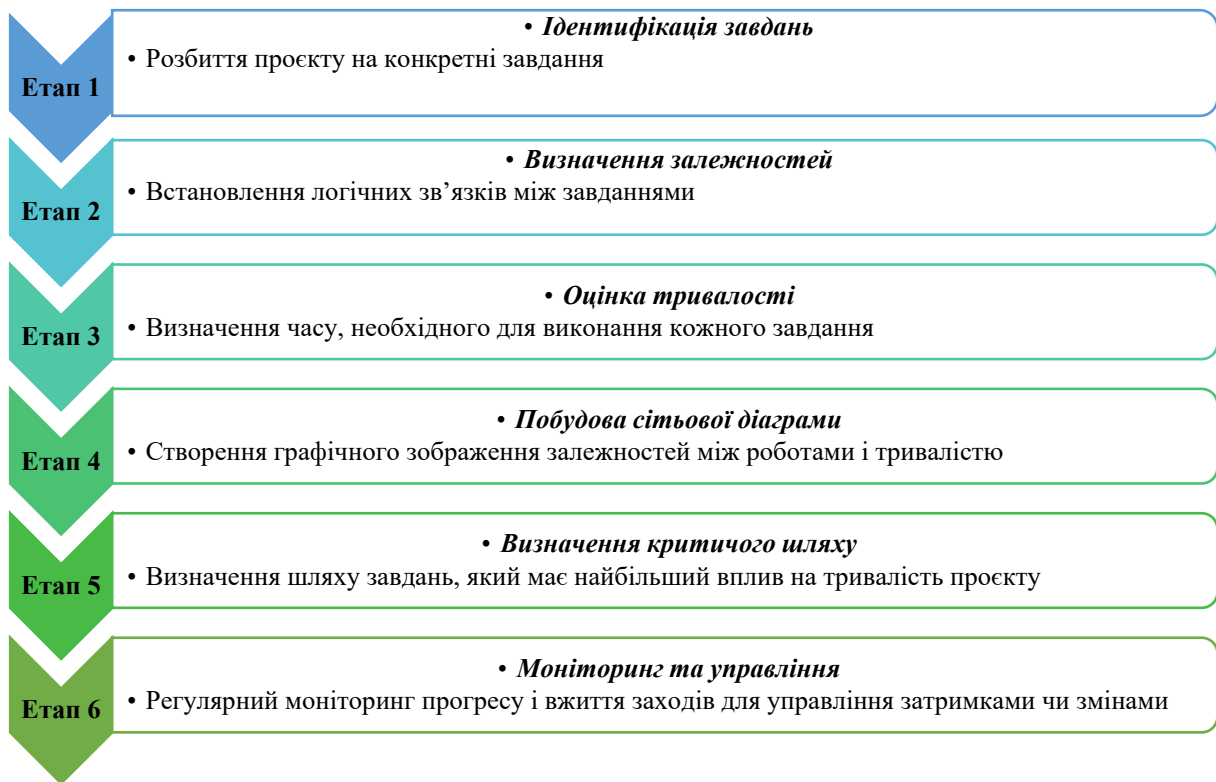 • Ідентифікація завдань
• Розбиття проєкту на конкретні завдання
Етап 1
• Визначення залежностей
• Встановлення логічних зв’язків між завданнями
Етап 2
• Оцінка тривалості
• Визначення часу, необхідного для виконання кожного завдання
Етап 3
• Побудова сітьової діаграми
• Створення графічного зображення залежностей між роботами і тривалістю
Етап 4
• Визначення критичого шляху
• Визначення шляху завдань, який має найбільший вплив на тривалість проєкту
Етап 5
• Моніторинг та управління
• Регулярний моніторинг прогресу і вжиття заходів для управління затримками чи змінами
Етап 6